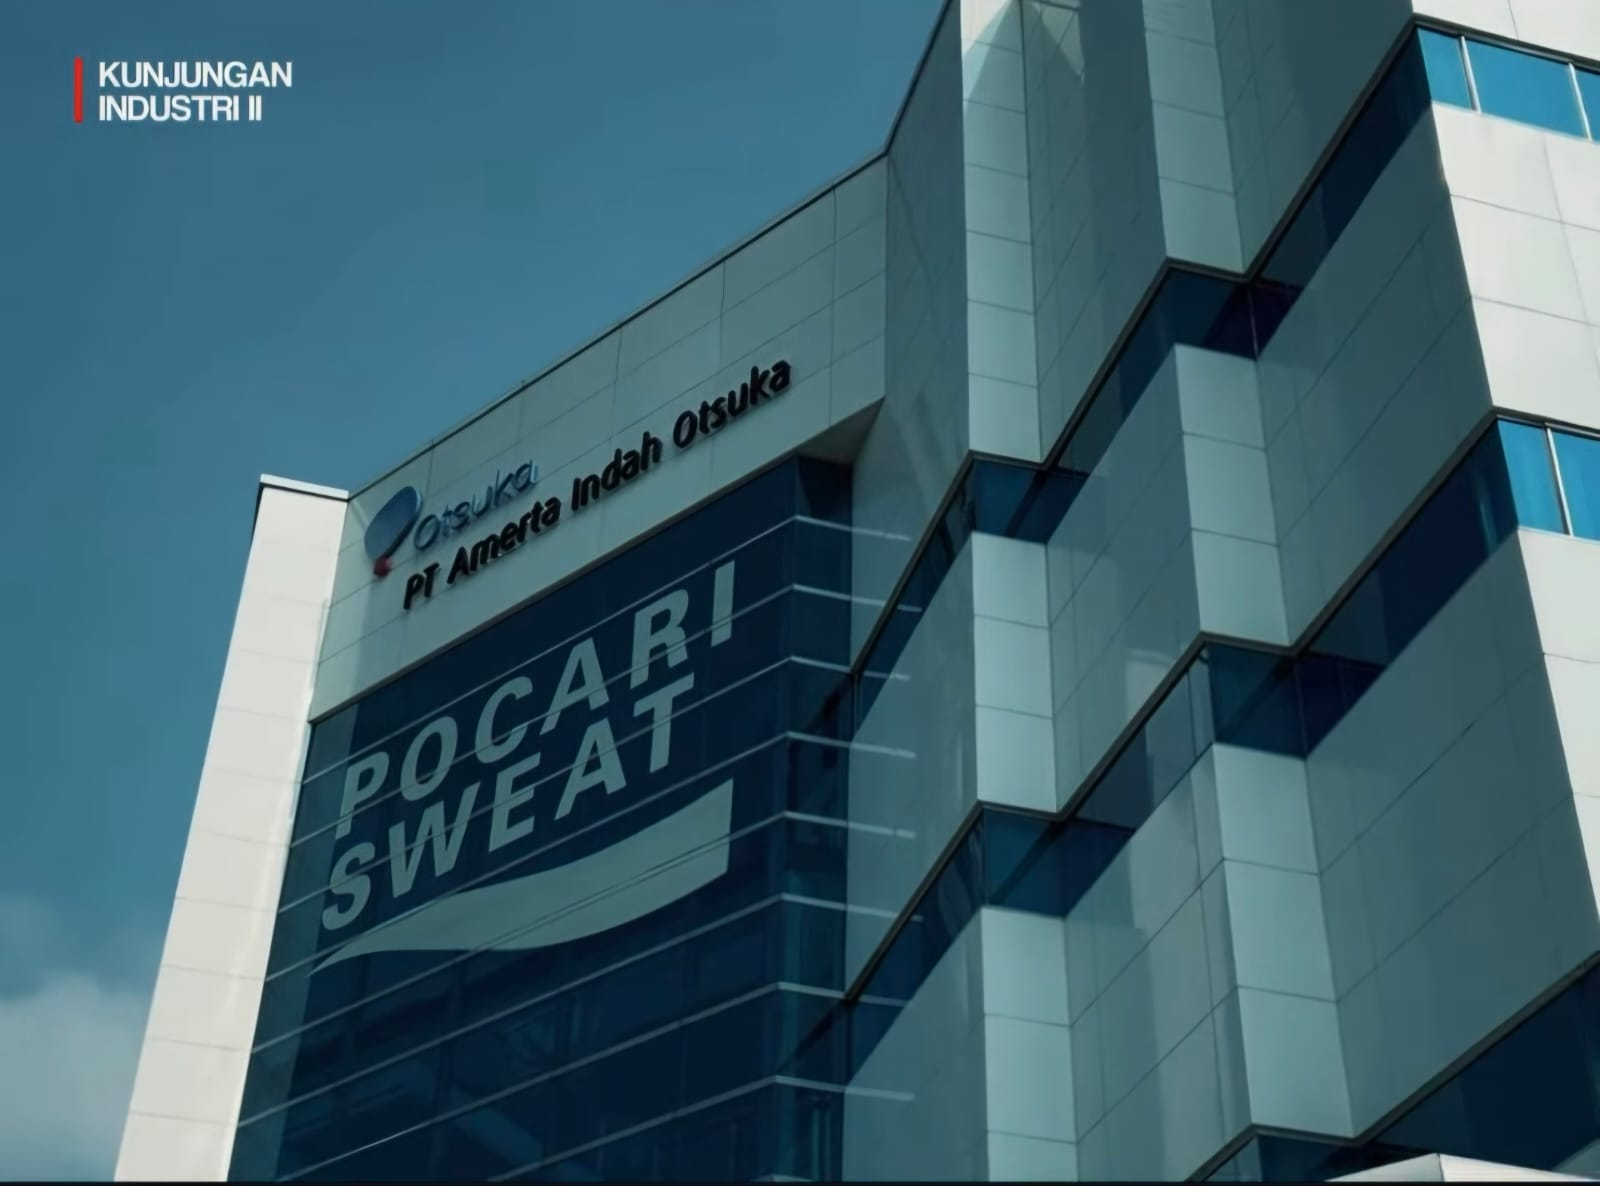 KUNJUNGAN
INDUSTRI II
Otsuka
PT Amerta Indah Otsuka
POCARI
SWEAT